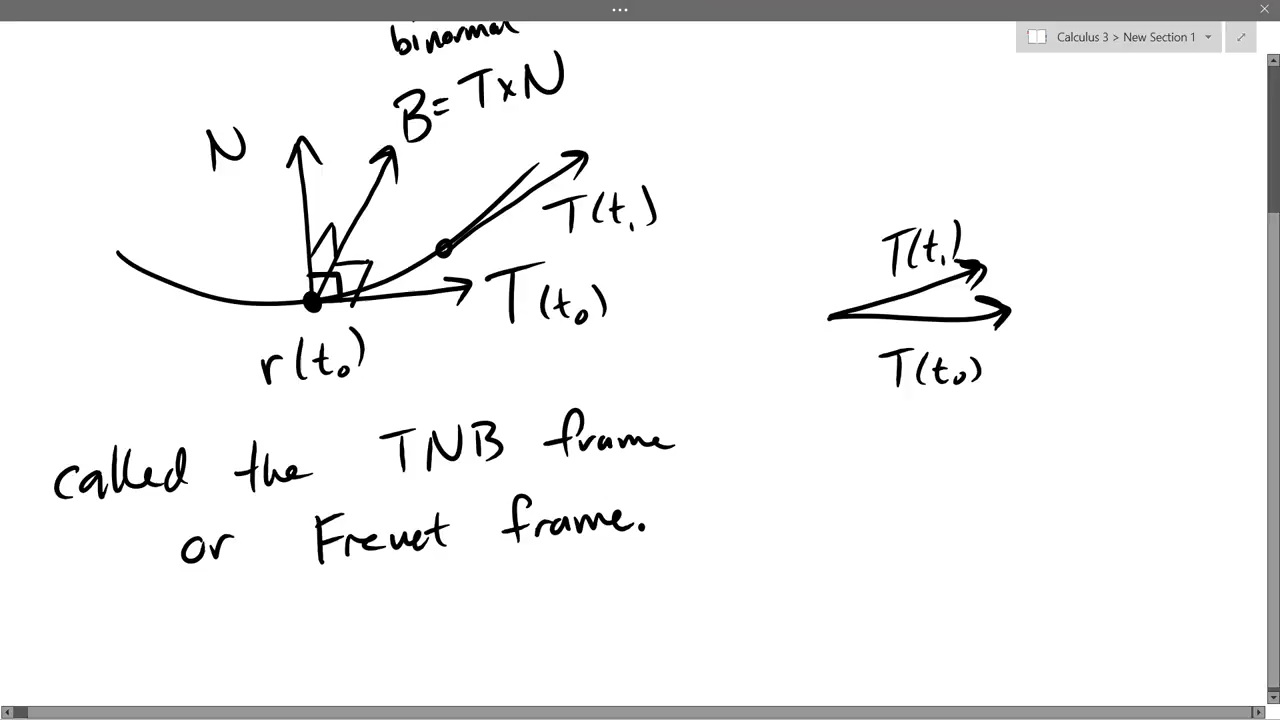 binormal
Calculus 3 > New Section 1
B = T x N
N
T(t₁)
T(t₀)
r(t₀)
T(t₁)
T(t₀)
called the TNB frame
or Frenet frame.